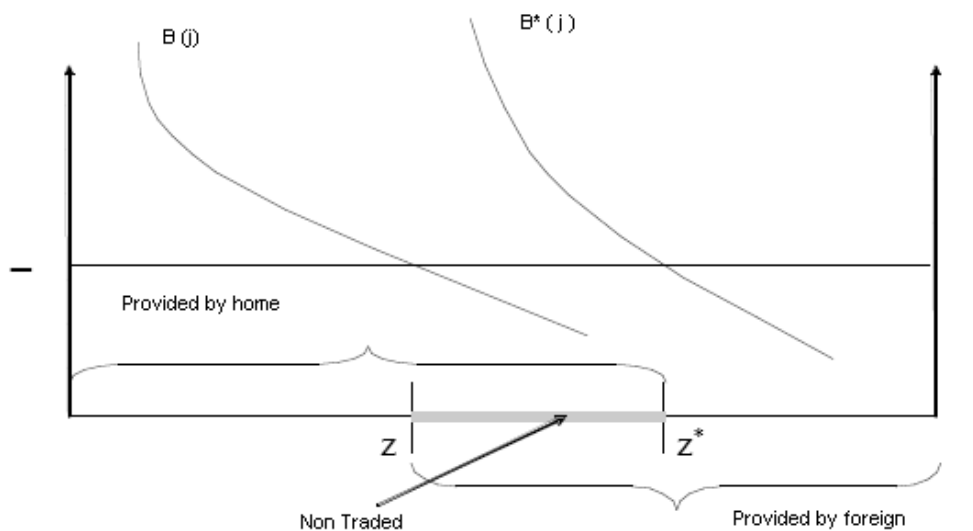 B (j)
B* ( j )
–
Provided by home
z
z*
Non Traded
Provided by foreign